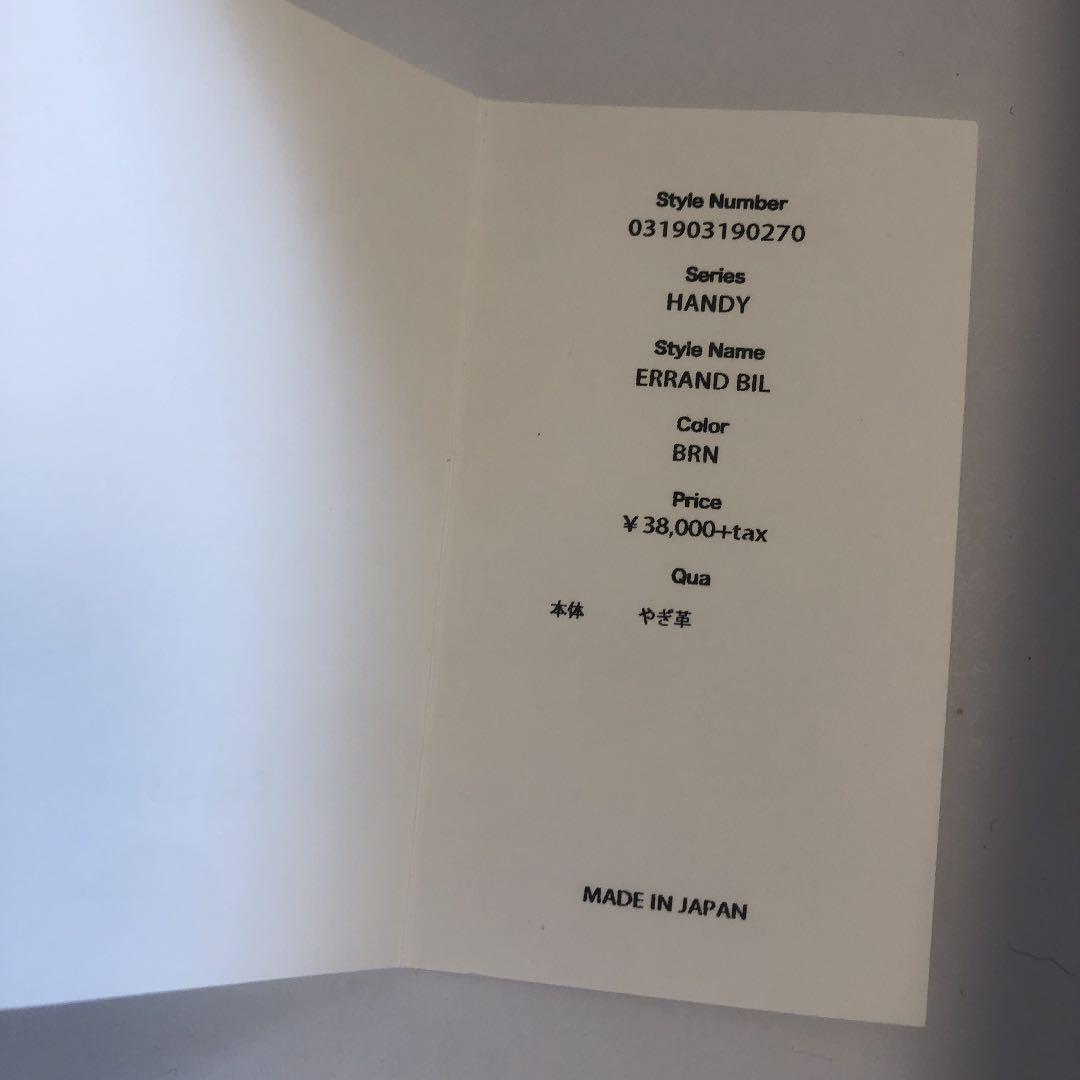 Style Number
031903190270
Series
HANDY
Style Name
ERRAND BIL
Color
BRN
Price
¥38,000+tax
Qua
本体 やぎ革
MADE IN JAPAN